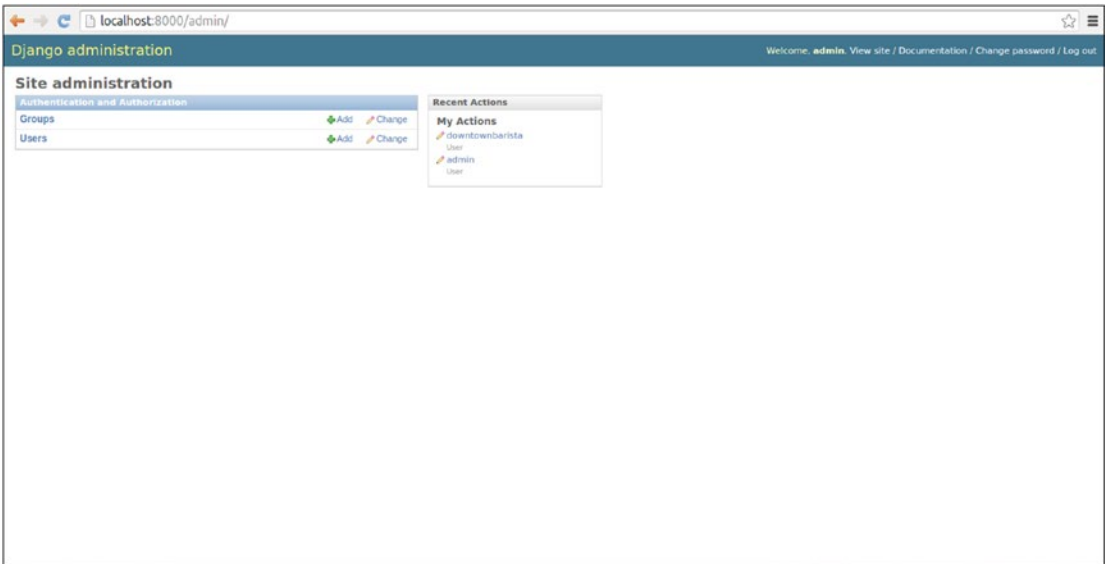 localhost:8000/admin/
Django administration
Welcome, admin. View site / Documentation / Change password / Log out
Site administration
Authentication and Authorization
Groups Add Change
Users Add Change
Recent Actions
My Actions
downtownbarista
User
admin
User